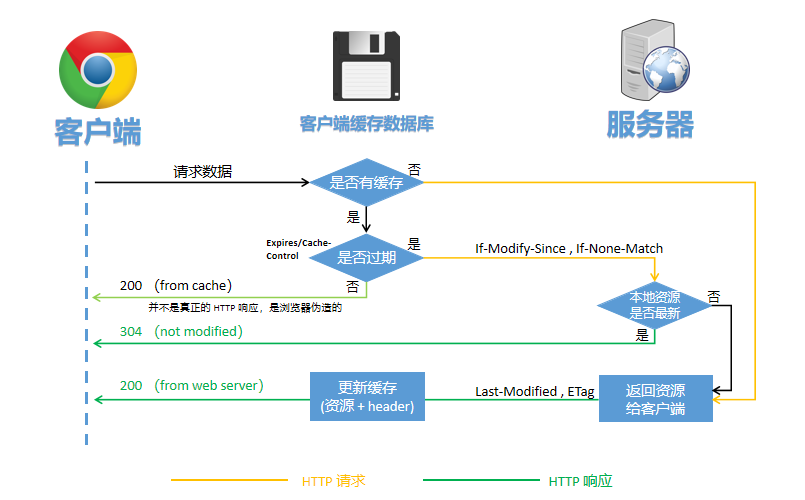 客户端
客户端缓存数据库
服务器
请求数据
是否有缓存
否
是
Expires/Cache-
Control
是否过期
是
If-Modify-Since , If-None-Match
否
200 （from cache）
并不是真正的 HTTP 响应，是浏览器伪造的
本地资源
是否最新
否
是
304 （not modified）
200 （from web server）
更新缓存
(资源 + header)
Last-Modified , ETag
返回资源
给客户端
HTTP 请求
HTTP 响应